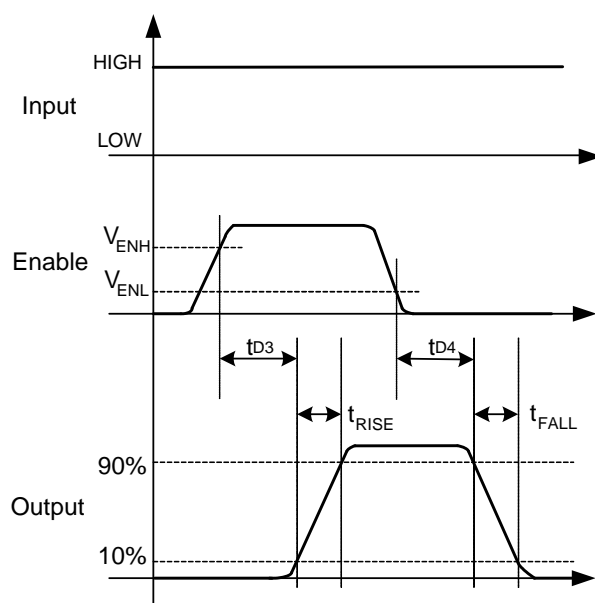 HIGH
Input
LOW
VENH
Enable
VENL
tD3
tD4
tRISE
tFALL
90%
Output
10%